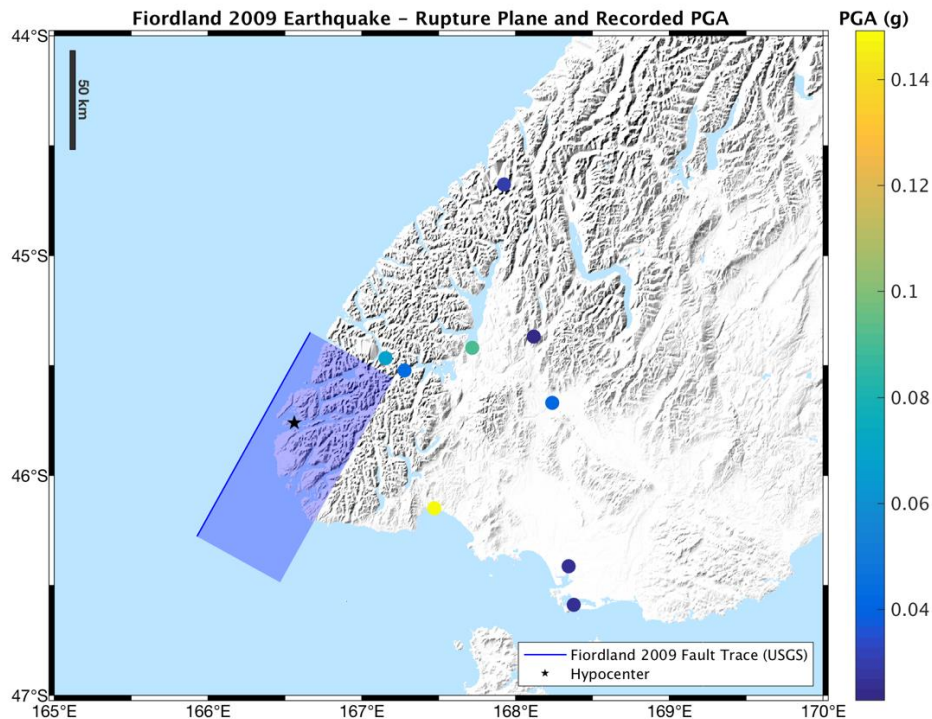 Fiordland 2009 Earthquake – Rupture Plane and Recorded PGA
PGA (g)
44°S
45°S
46°S
47°S
50 km
165°E
166°E
167°E
168°E
169°E
170°E
Fiordland 2009 Fault Trace (USGS)
Hypocenter
0.14
0.12
0.1
0.08
0.06
0.04